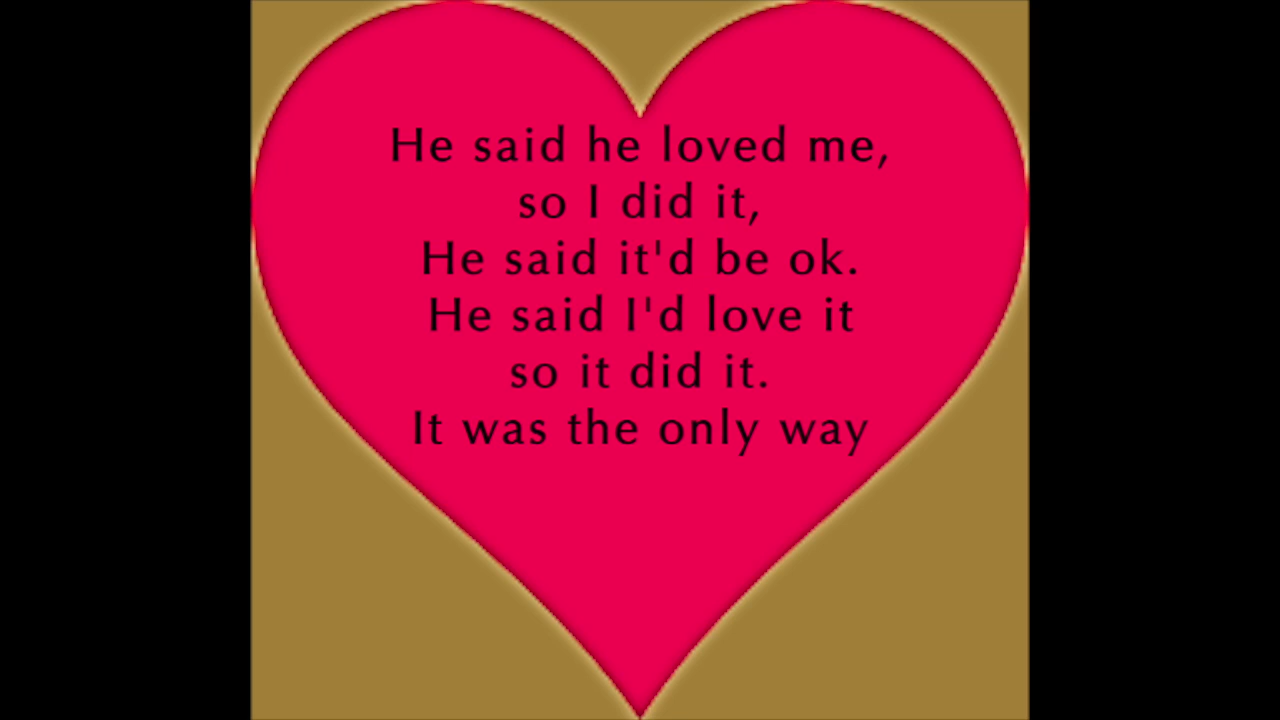 He said he loved me,
so I did it,
He said it'd be ok.
He said I'd love it
so it did it.
It was the only way